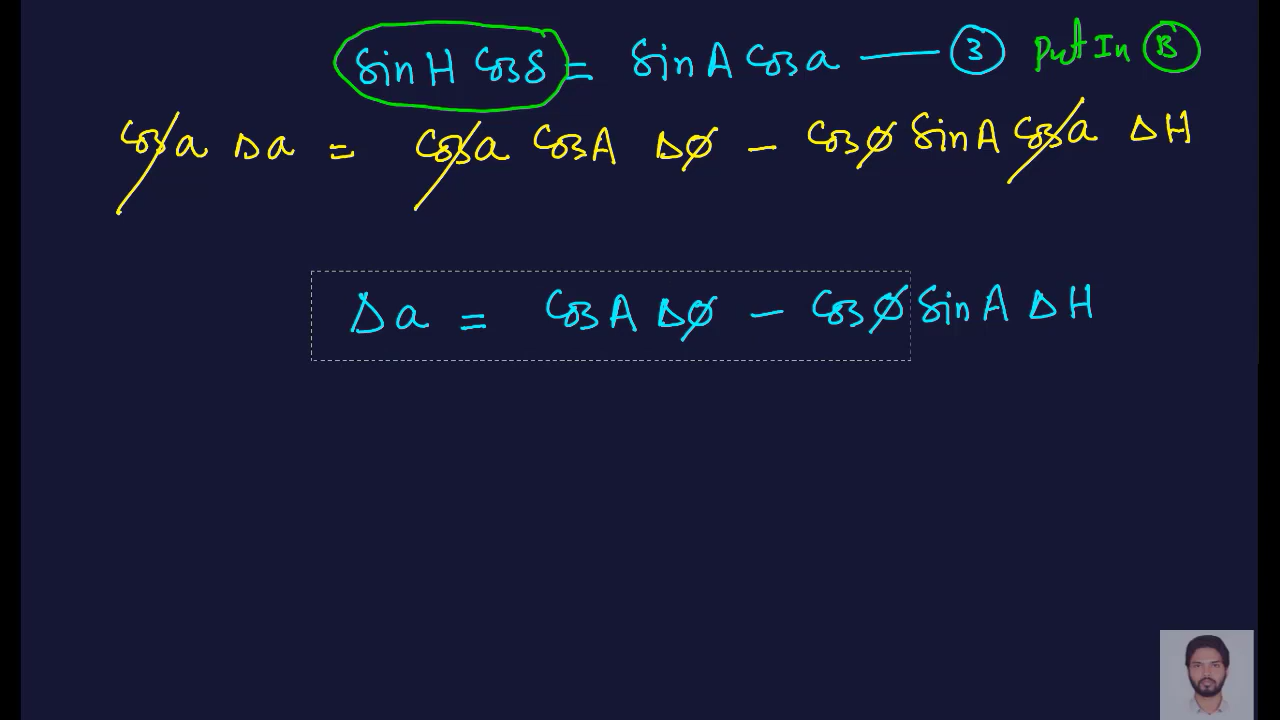 Sin H Cos δ = Sin A Cos a —— ③ Put In Ⓑ
Cos a Δa = Cos a Cos A Δφ – Cos φ Sin A Cos a ΔH
Δa = Cos A Δφ – Cos φ Sin A ΔH